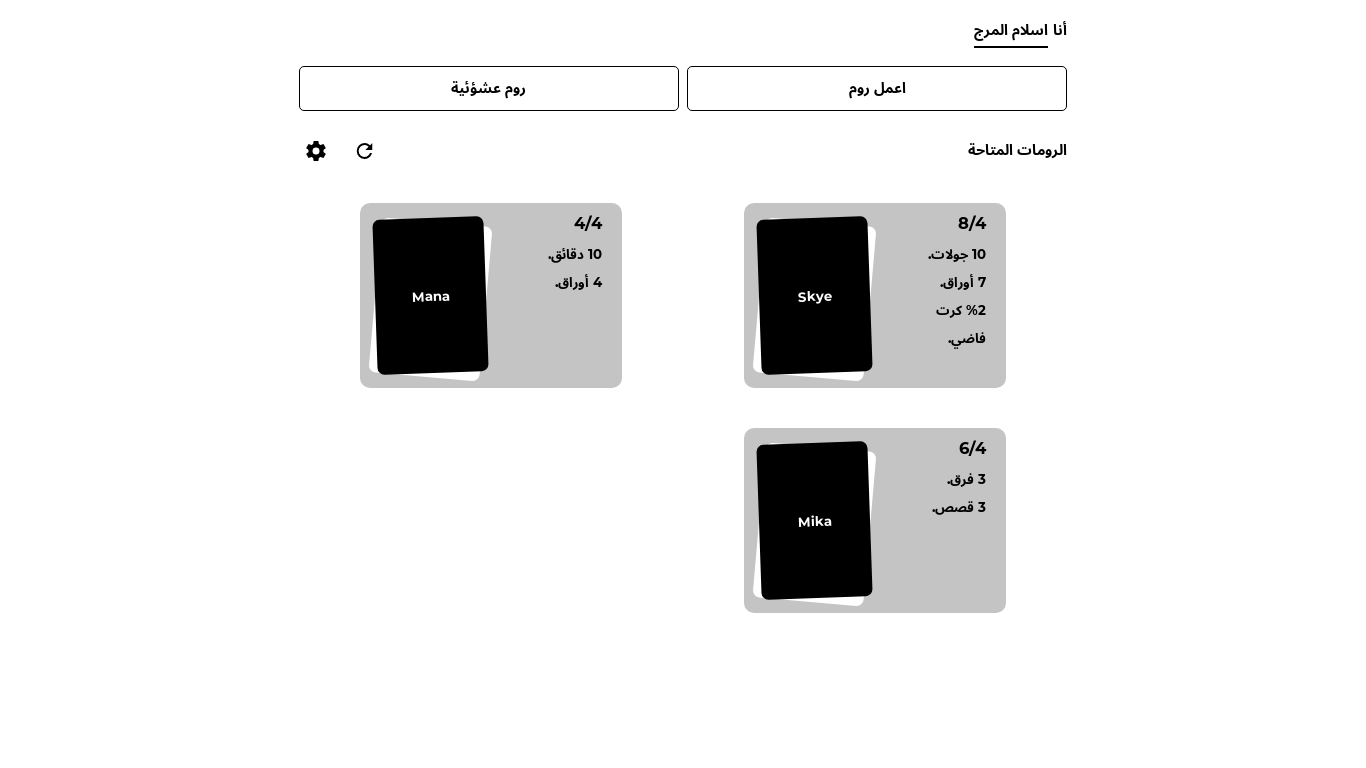 أنا اسلام المرج
اعمل روم
روم عشؤئية
الرومات المتاحة
8/4
10 جولات.
7 أوراق.
2% كرت
فاضي.
Skye
4/4
10 دقائق.
4 أوراق.
Mana
6/4
3 فرق.
3 قصص.
Mika